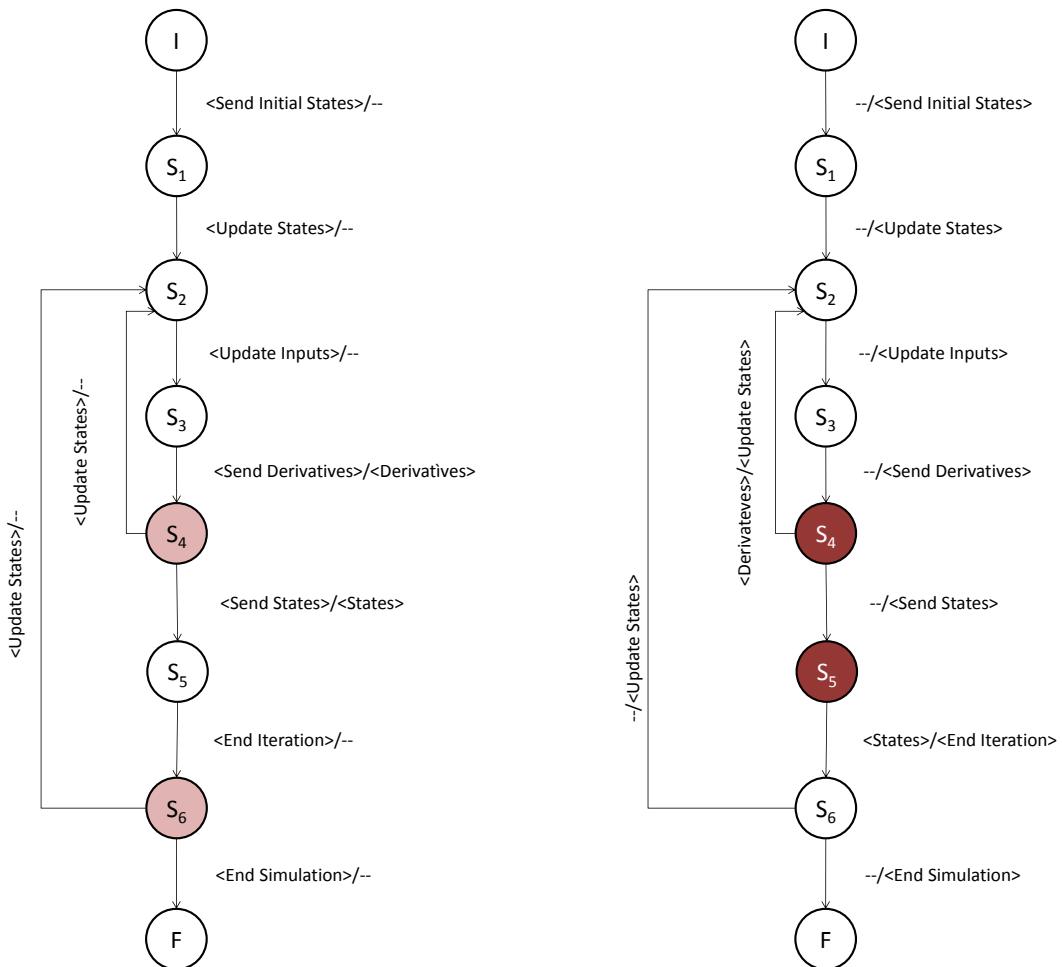 I
<Send Initial States>/--
S1
<Update States>/--
S2
<Update Inputs>/--
<Update States>/--
S3
<Send Derivatives>/<Derivatives>
<Update States>/--
S4
<Send States>/<States>
S5
<End Iteration>/--
S6
<End Simulation>/--
F
I
--/<Send Initial States>
S1
--/<Update States>
S2
--/<Update Inputs>
<Derivateves>/<Update States>
S3
--/<Send Derivatives>
S4
--/<Send States>
--/<Update States>
S5
<States>/<End Iteration>
S6
--/<End Simulation>
F